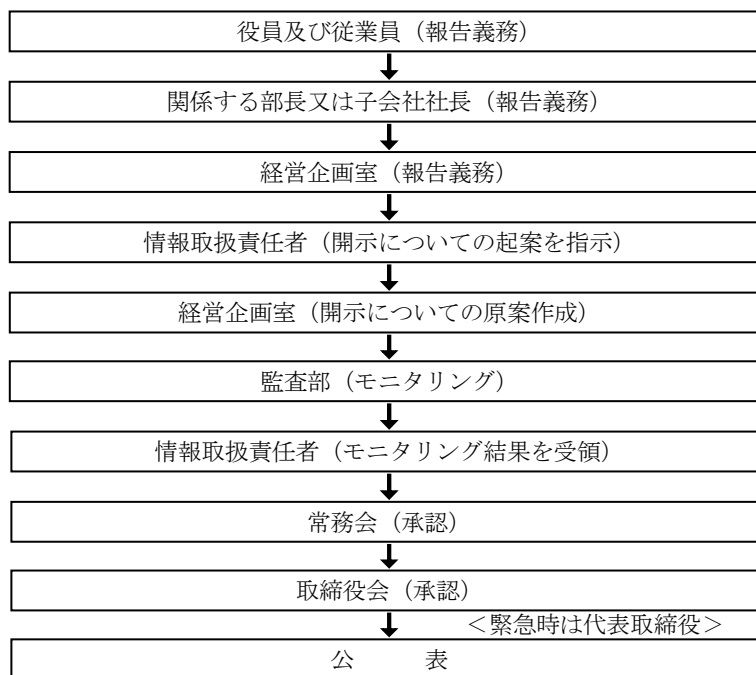 役員及び従業員（報告義務）
関係する部長又は子会社社長（報告義務）
経営企画室（報告義務）
情報取扱責任者（開示についての起案を指示）
経営企画室（開示についての原案作成）
監査部（モニタリング）
情報取扱責任者（モニタリング結果を受領）
常務会（承認）
取締役会（承認）
＜緊急時は代表取締役＞
公　　　表